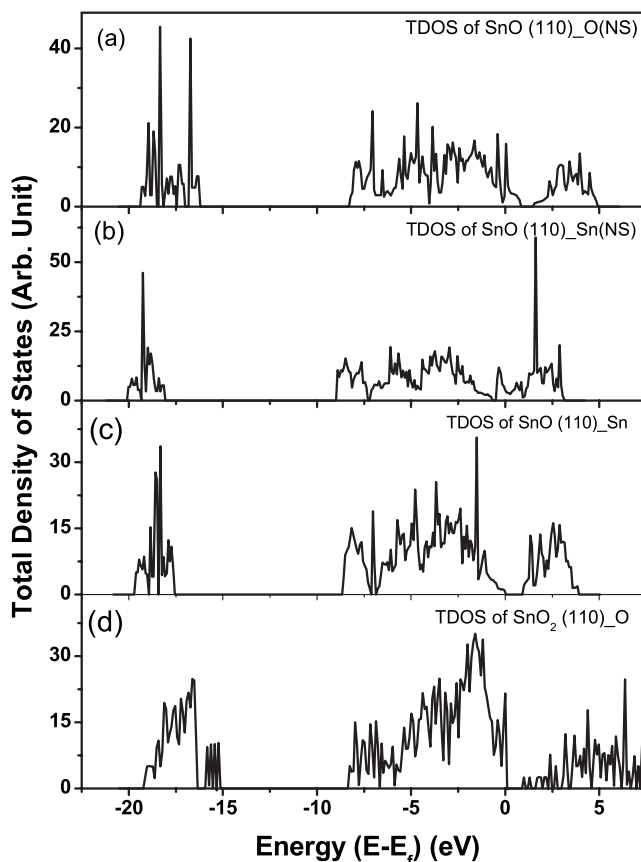 Total Density of States (Arb. Unit)
(a)
TDOS of SnO (110)_O(NS)
40
20
0
(b)
TDOS of SnO (110)_Sn(NS)
50
25
0
(c)
TDOS of SnO (110)_Sn
30
15
0
(d)
TDOS of SnO₂ (110)_O
30
15
0
-20 -15 -10 -5 0 5
Energy (E-E_f) (eV)